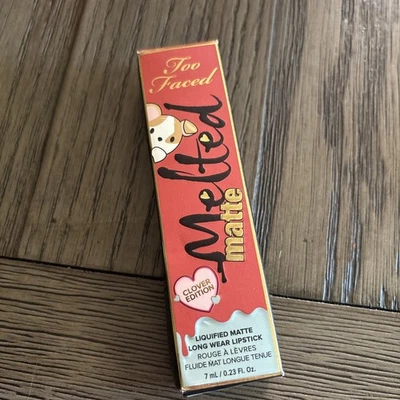 Too
Faced
Melted
matte
CLOVER
EDITION
LIQUIFIED MATTE
LONG WEAR LIPSTICK
ROUGE À LÈVRES
FLUIDE MAT LONGUE TENUE
7 mL / 0.23 Fl. Oz.